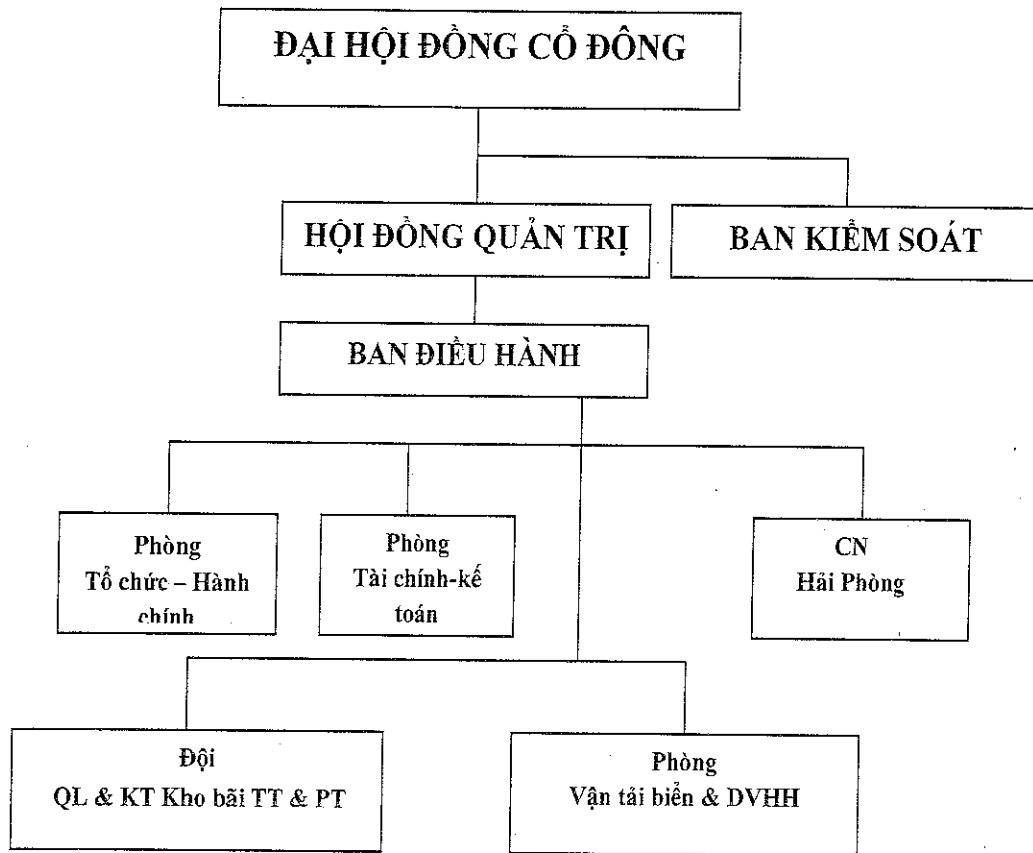 ĐẠI HỘI ĐỒNG CỔ ĐÔNG
HỘI ĐỒNG QUẢN TRỊ
BAN KIỂM SOÁT
BAN ĐIỀU HÀNH
Phòng
Tổ chức – Hành
chính
Phòng
Tài chính-kế
toán
CN
Hải Phòng
Đội
QL & KT Kho bãi TT & PT
Phòng
Vận tải biển & DVHH